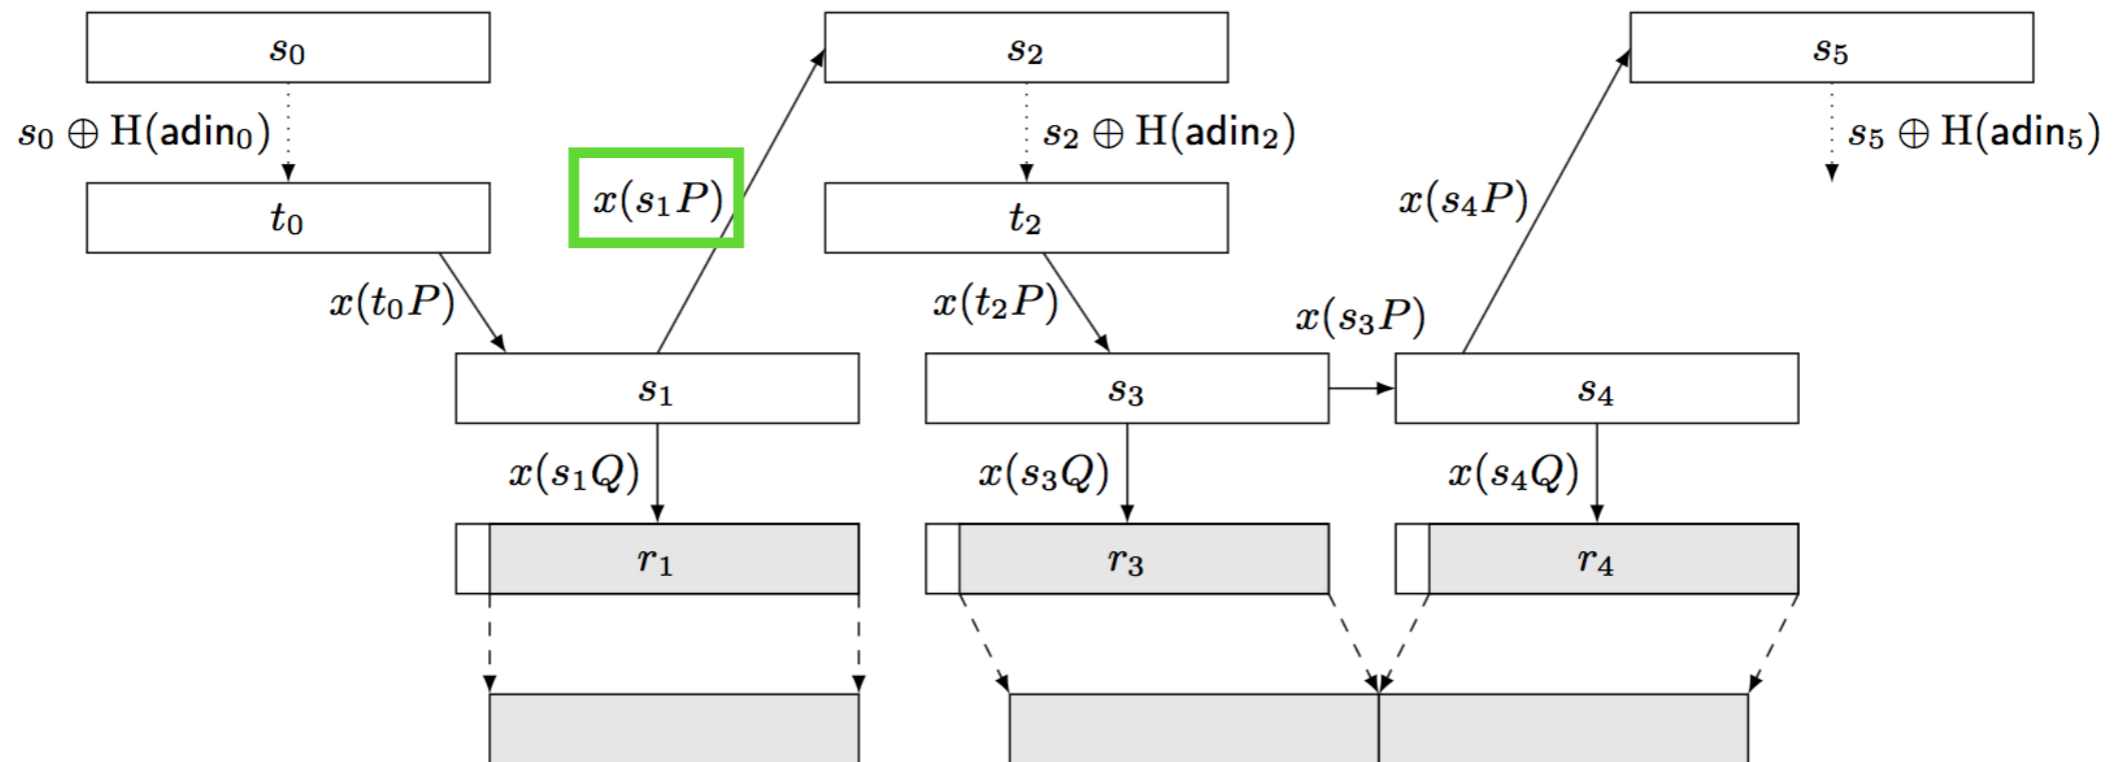 s₀ s₂ s₅
s₀ ⊕ H(adin₀) s₂ ⊕ H(adin₂) s₅ ⊕ H(adin₅)
x(s₁P) x(s₄P)
t₀ t₂
x(t₀P) x(t₂P) x(s₃P)
s₁ s₃ s₄
x(s₁Q) x(s₃Q) x(s₄Q)
r₁ r₃ r₄